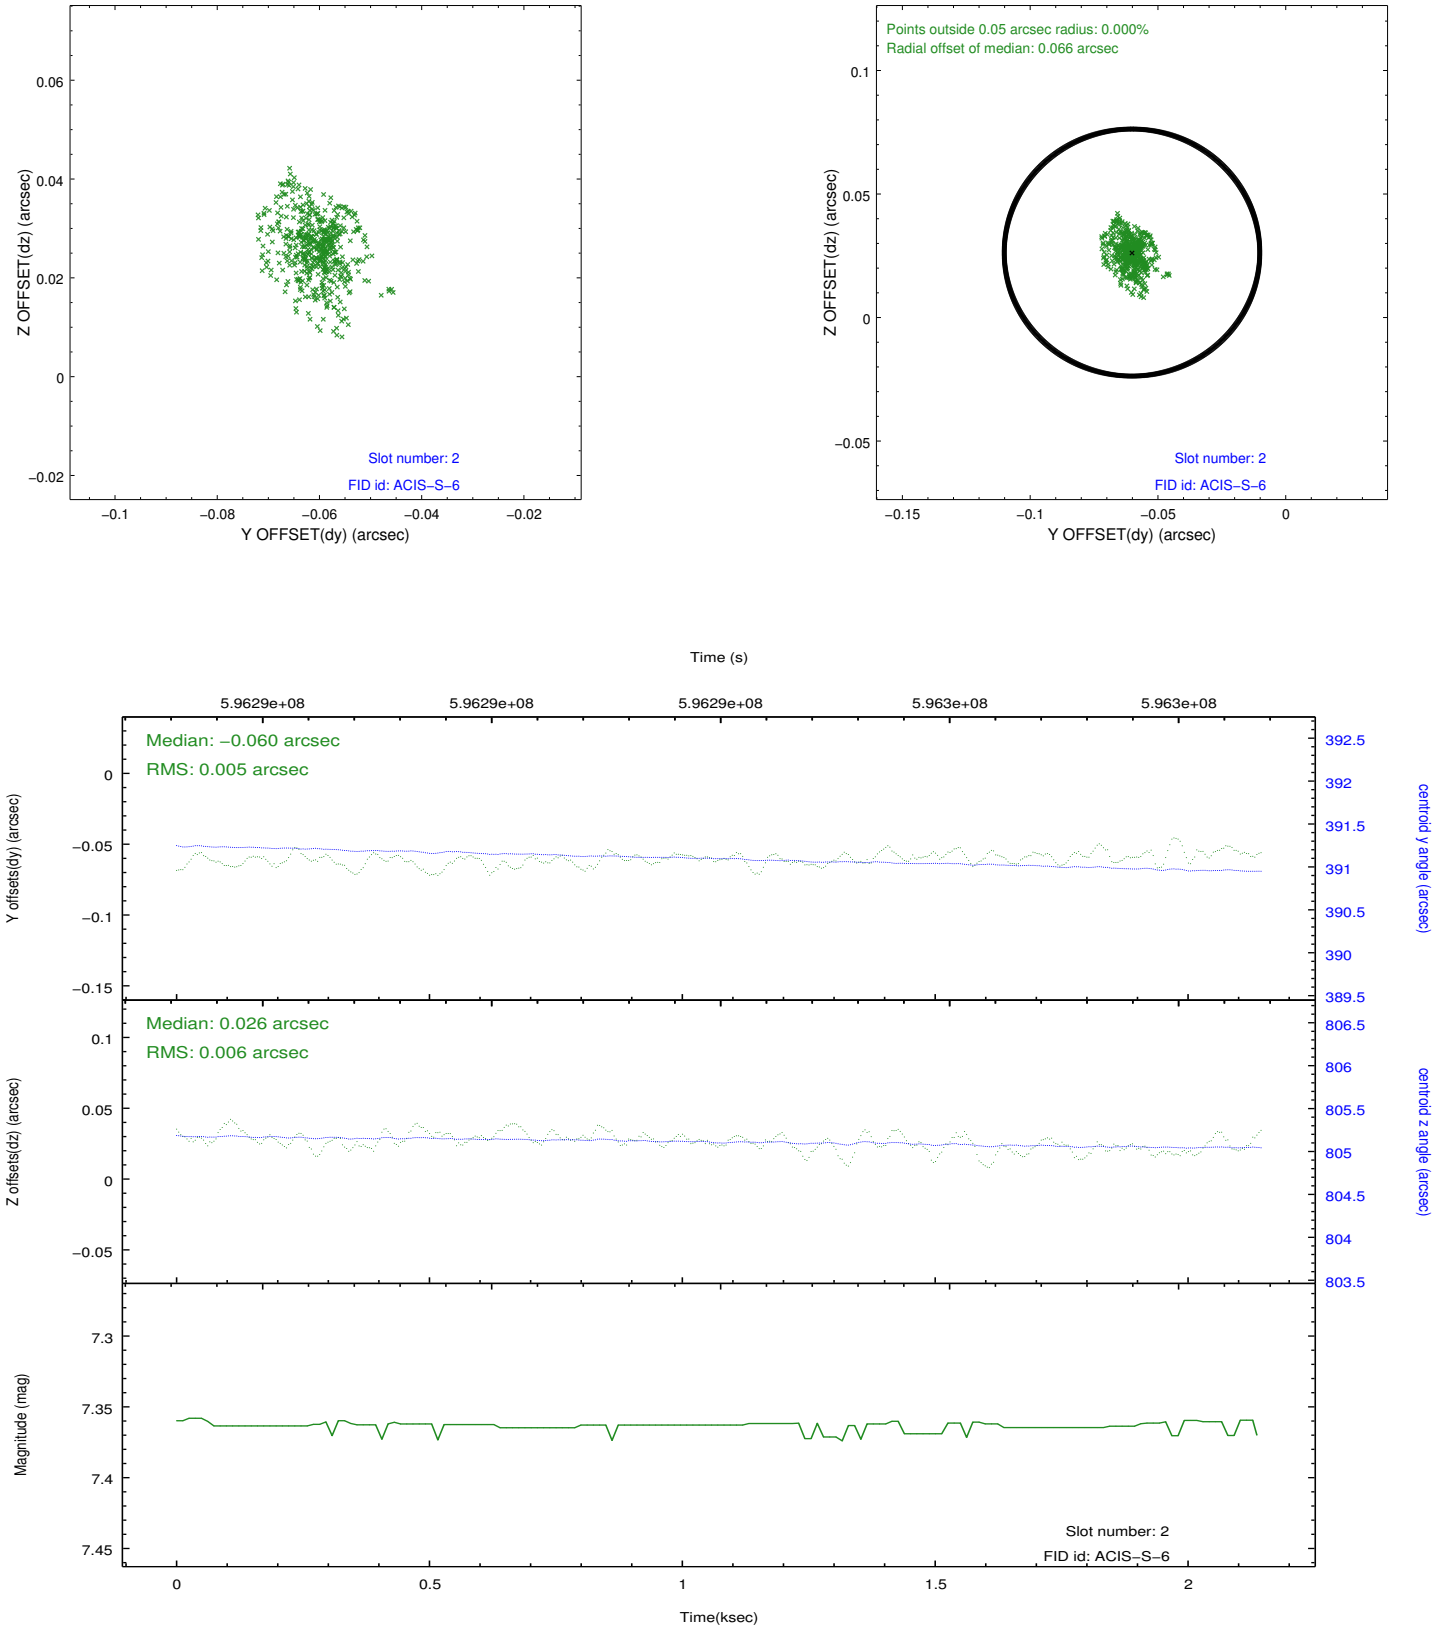 0.06
0.04
0.02
0
−0.02
−0.1
−0.08
−0.06
−0.04
−0.02
Z OFFSET(dz) (arcsec)
Y OFFSET(dy) (arcsec)
Slot number: 2
FID id: ACIS−S−6
Points outside 0.05 arcsec radius: 0.000%
Radial offset of median: 0.066 arcsec
0.1
0.05
0
−0.05
−0.15
−0.1
−0.05
0
Z OFFSET(dz) (arcsec)
Y OFFSET(dy) (arcsec)
Slot number: 2
FID id: ACIS−S−6
Time (s)
5.9629e+08
5.9629e+08
5.9629e+08
5.963e+08
5.963e+08
Median: −0.060 arcsec
RMS: 0.005 arcsec
0
−0.05
−0.1
−0.15
Y offsets(dy) (arcsec)
392.5
392
391.5
391
390.5
390
389.5
centroid y angle (arcsec)
Median: 0.026 arcsec
RMS: 0.006 arcsec
0.1
0.05
0
−0.05
Z offsets(dz) (arcsec)
806.5
806
805.5
805
804.5
804
803.5
centroid z angle (arcsec)
7.3
7.35
7.4
7.45
Magnitude (mag)
Slot number: 2
FID id: ACIS−S−6
0
0.5
1
1.5
2
Time(ksec)